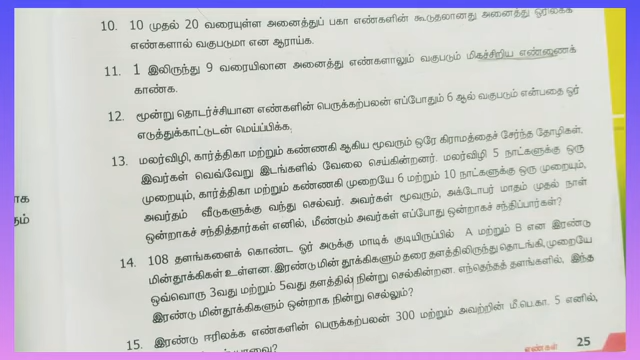 10. 10 முதல் 20 வரையுள்ள அனைத்துப் பகா எண்களின் கூடுதலானது அனைத்து ஓரிலக்க
எண்களால் வகுபடுமா என ஆராய்க.
11. 1 இலிருந்து 9 வரையிலான அனைத்து எண்களாலும் வகுபடும் மிகச்சிறிய எண்ணைக்
காண்க.
12. மூன்று தொடர்ச்சியான எண்களின் பெருக்கற்பலன் எப்போதும் 6 ஆல் வகுபடும் என்பதை ஓர்
எடுத்துக்காட்டுடன் மெய்ப்பிக்க.
13. மலர்விழி, கார்த்திகா மற்றும் கண்ணகி ஆகிய மூவரும் ஒரே கிராமத்தைச் சேர்ந்த தோழிகள்.
இவர்கள் வெவ்வேறு இடங்களில் வேலை செய்கின்றனர். மலர்விழி 5 நாட்களுக்கு ஒரு
முறையும், கார்த்திகா மற்றும் கண்ணகி முறையே 6 மற்றும் 10 நாட்களுக்கு ஒரு முறையும்,
அவரதம் வீடுகளுக்கு வந்து செல்வர். அவர்கள் மூவரும், அக்டோபர் மாதம் முதல் நாள்
ஒன்றாகச் சந்தித்தார்கள் எனில், மீண்டும் அவர்கள் எப்போது ஒன்றாகச் சந்திப்பார்கள்?
14. 108 தளங்களைக் கொண்ட ஓர் அடுக்கு மாடிக் குடியிருப்பில் A மற்றும் B என இரண்டு
மின்தூக்கிகள் உள்ளன. இரண்டு மின் தூக்கிகளும் தரை தளத்திலிருந்து தொடங்கி, முறையே
ஒவ்வொரு 3வது மற்றும் 5வது தளத்தில் நின்று செல்கின்றன. எந்தெந்தத் தளங்களில், இந்த
இரண்டு மின்தூக்கிகளும் ஒன்றாக நின்று செல்லும்?
15. இரண்டு ஈரிலக்க எண்களின் பெருக்கற்பலன் 300 மற்றும் அவற்றின் மீ.பெ.கா. 5 எனில்,
எண்கள் 25